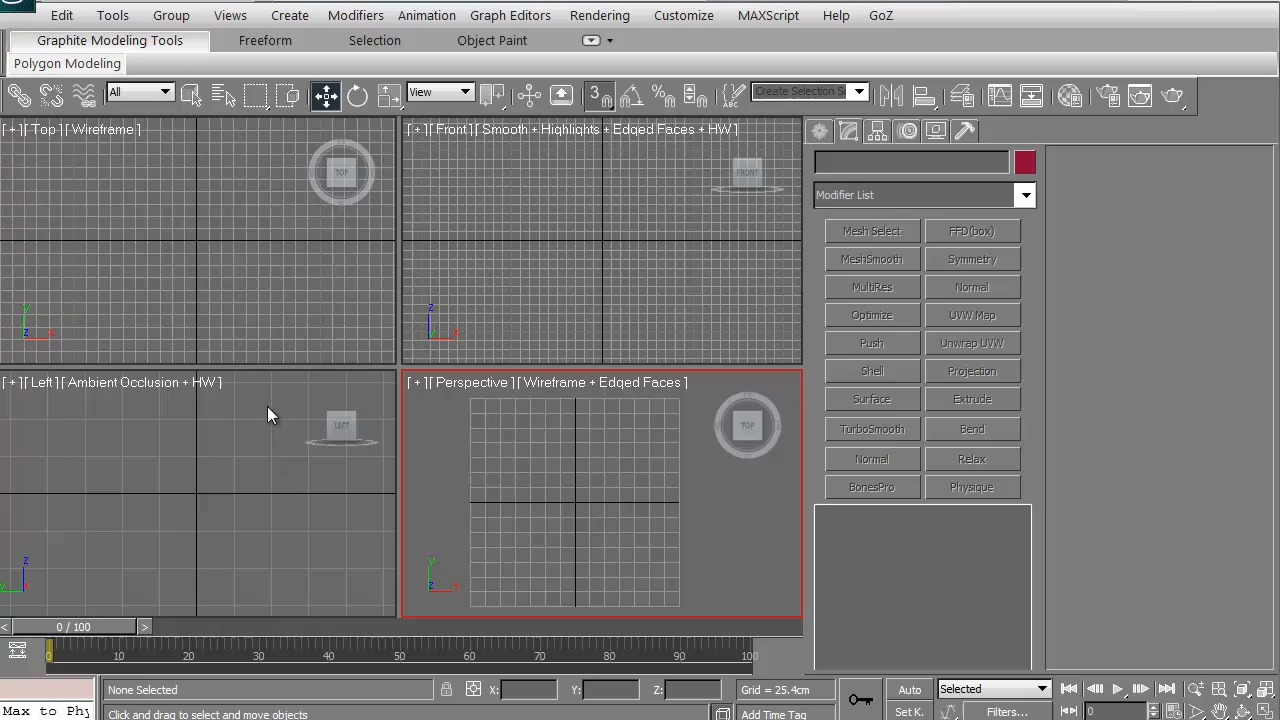 Edit Tools Group Views Create Modifiers Animation Graph Editors Rendering Customize MAXScript Help GoZ
Graphite Modeling Tools Freeform Selection Object Paint
Polygon Modeling
All View 3 Create Selection Se
[ + ] [ Top ] [ Wireframe ]
TOP
[ + ] [ Front ] [ Smooth + Highlights + Edged Faces + HW ]
FRONT
y
z x
z
y x
[ + ] [ Left ] [ Ambient Occlusion + HW ]
LEFT
z
y x
[ + ] [ Perspective ] [ Wireframe + Edged Faces ]
TOP
y
z x
Modifier List
Mesh Select FFD(box)
MeshSmooth Symmetry
MultiRes Normal
Optimize UVW Map
Push Unwrap UVW
Shell Projection
Surface Extrude
TurboSmooth Bend
Normal Relax
BonesPro Physique
< 0 / 100 >
0 10 20 30 40 50 60 70 80 90 100
None Selected X: Y: Z: Grid = 25.4cm Auto Selected
Max to Phy Click and drag to select and move objects Add Time Tag Set K. Filters... 0